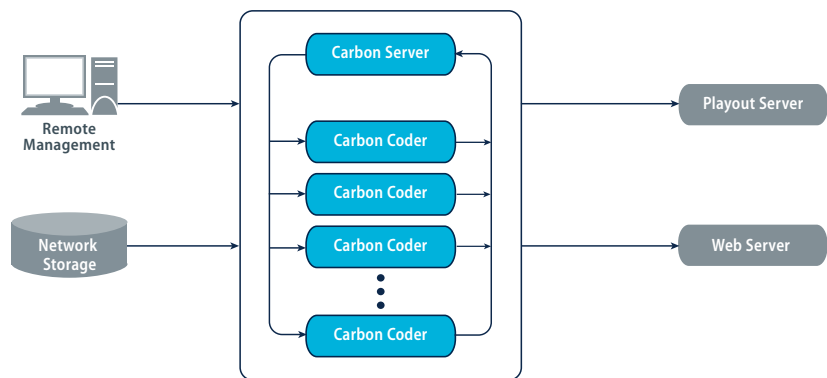 Carbon Server
Remote
Management
Playout Server
Carbon Coder
Carbon Coder
Network
Storage
Carbon Coder
Web Server
Carbon Coder